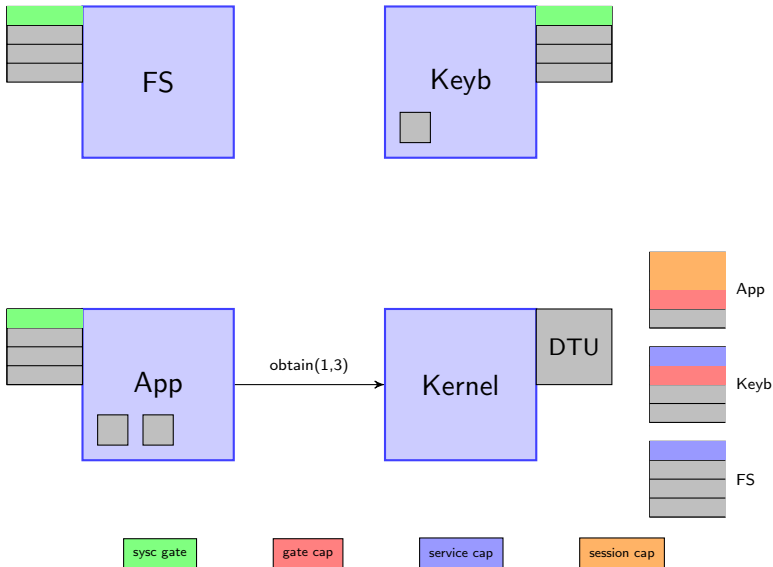 FS
Keyb
App
obtain(1,3)
Kernel
DTU
App
Keyb
FS
sysc gate
gate cap
service cap
session cap